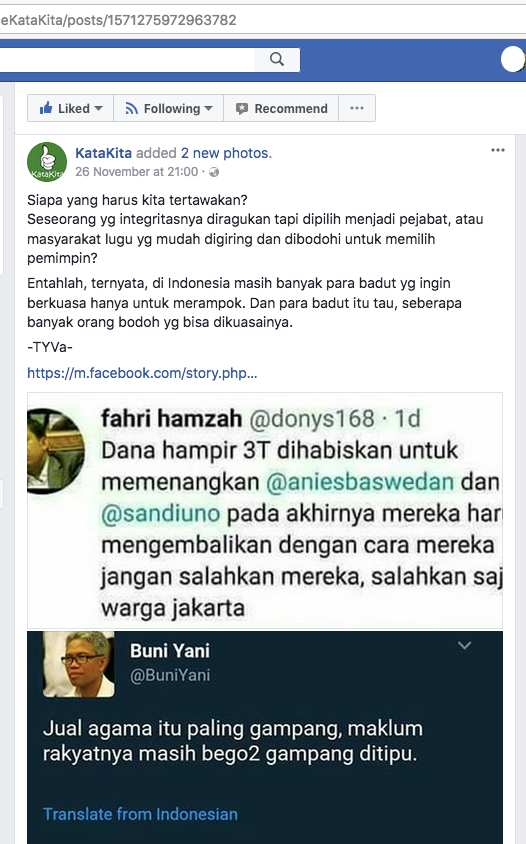 eKataKita/posts/1571275972963782
Liked
Following
Recommend
KataKita added 2 new photos.
26 November at 21:00 ·
KataKita
Siapa yang harus kita tertawakan?
Seseorang yg integritasnya diragukan tapi dipilih menjadi pejabat, atau
masyarakat lugu yg mudah digiring dan dibodohi untuk memilih
pemimpin?
Entahlah, ternyata, di Indonesia masih banyak para badut yg ingin
berkuasa hanya untuk merampok. Dan para badut itu tau, seberapa
banyak orang bodoh yg bisa dikuasainya.
-TYVa-
https://m.facebook.com/story.php...
fahri hamzah @donys168 · 1d
Dana hampir 3T dihabiskan untuk
memenangkan @aniesbaswedan dan
@sandiuno pada akhirnya mereka har
mengembalikan dengan cara mereka
jangan salahkan mereka, salahkan saj
warga jakarta
Buni Yani
@BuniYani
Jual agama itu paling gampang, maklum
rakyatnya masih bego2 gampang ditipu.
Translate from Indonesian